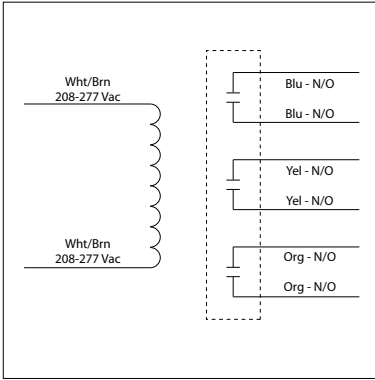 Wht/Brn
208-277 Vac
Wht/Brn
208-277 Vac
Blu - N/O
Blu - N/O
Yel - N/O
Yel - N/O
Org - N/O
Org - N/O